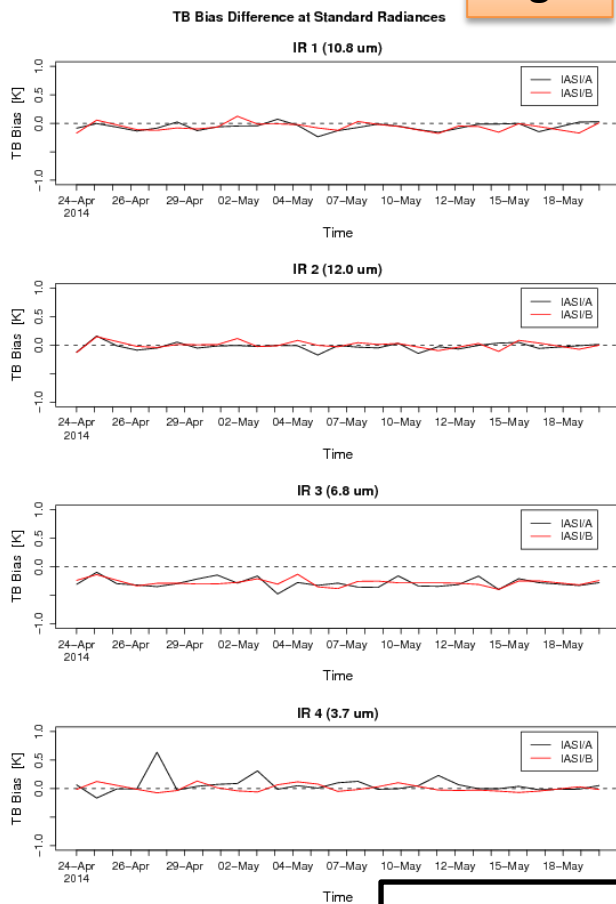 TB Bias Difference at Standard Radiances
IR 1 (10.8 um)
TB Bias [K]
1.0
0.5
0.0
−1.0
IASI/A
IASI/B
24−Apr 26−Apr 29−Apr 02−May 04−May 07−May 10−May 12−May 15−May 18−May
2014
Time
IR 2 (12.0 um)
TB Bias [K]
1.0
0.5
0.0
−1.0
IASI/A
IASI/B
24−Apr 26−Apr 29−Apr 02−May 04−May 07−May 10−May 12−May 15−May 18−May
2014
Time
IR 3 (6.8 um)
TB Bias [K]
1.0
0.5
0.0
−1.0
IASI/A
IASI/B
24−Apr 26−Apr 29−Apr 02−May 04−May 07−May 10−May 12−May 15−May 18−May
2014
Time
IR 4 (3.7 um)
TB Bias [K]
1.0
0.5
0.0
−1.0
IASI/A
IASI/B
24−Apr 26−Apr 29−Apr 02−May 04−May 07−May 10−May 12−May 15−May 18−May
2014
Time